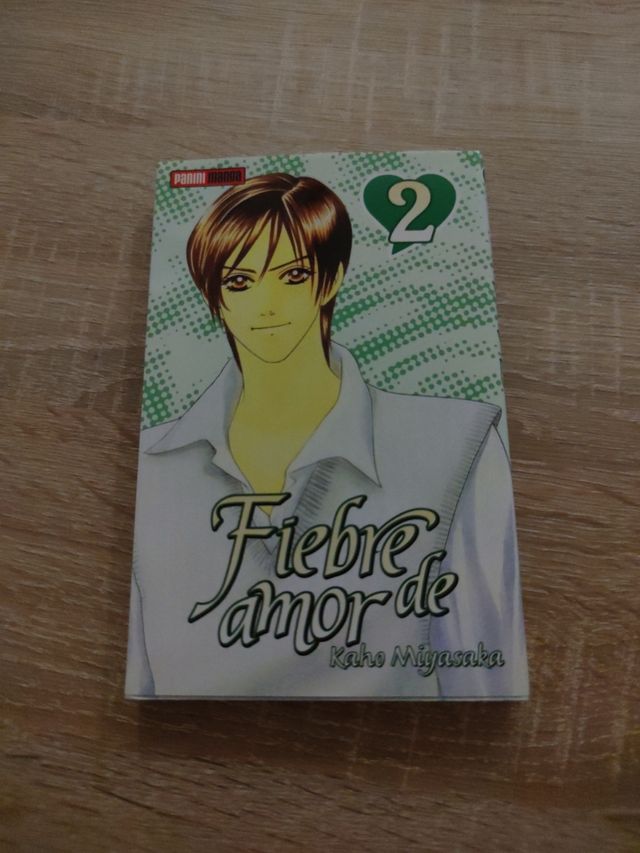 PANINI manga
2
Fiebre
amor de
Kaho Miyasaka